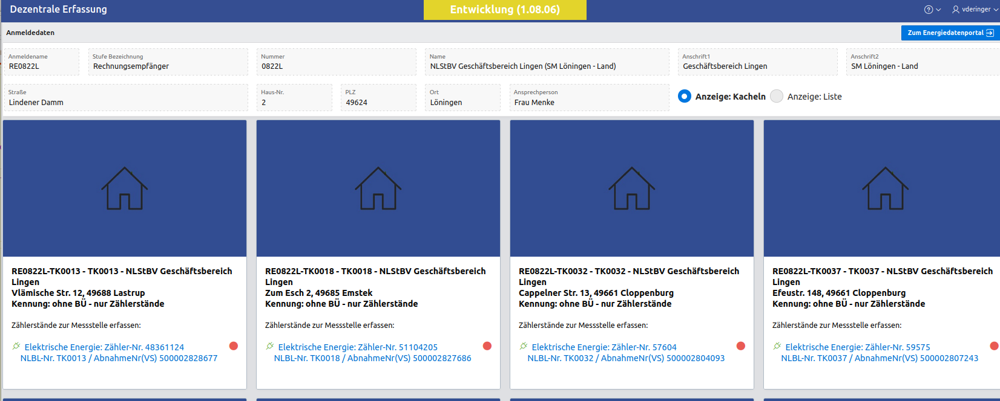 Dezentrale Erfassung
Entwicklung (1.08.06)
vderinger
Anmeldedaten
Zum Energiedatenportal
Anmeldename
RE0822L
Stufe Bezeichnung
Rechnungsempfänger
Nummer
0822L
Name
NLStBV Geschäftsbereich Lingen (SM Löningen - Land)
Anschrift1
Geschäftsbereich Lingen
Anschrift2
SM Löningen - Land
Straße
Lindener Damm
Haus-Nr.
2
PLZ
49624
Ort
Löningen
Ansprechperson
Frau Menke
Anzeige: Kacheln
Anzeige: Liste
RE0822L-TK0013 - TK0013 - NLStBV Geschäftsbereich
Lingen
Vlämische Str. 12, 49688 Lastrup
Kennung: ohne BÜ - nur Zählerstände
Zählerstände zur Messstelle erfassen:
Elektrische Energie: Zähler-Nr. 48361124
NLBL-Nr. TK0013 / AbnahmeNr(VS) 500002828677
RE0822L-TK0018 - TK0018 - NLStBV Geschäftsbereich
Lingen
Zum Esch 2, 49685 Emstek
Kennung: ohne BÜ - nur Zählerstände
Zählerstände zur Messstelle erfassen:
Elektrische Energie: Zähler-Nr. 51104205
NLBL-Nr. TK0018 / AbnahmeNr(VS) 500002827686
RE0822L-TK0032 - TK0032 - NLStBV Geschäftsbereich
Lingen
Cappelner Str. 13, 49661 Cloppenburg
Kennung: ohne BÜ - nur Zählerstände
Zählerstände zur Messstelle erfassen:
Elektrische Energie: Zähler-Nr. 57604
NLBL-Nr. TK0032 / AbnahmeNr(VS) 500002804093
RE0822L-TK0037 - TK0037 - NLStBV Geschäftsbereich
Lingen
Efeustr. 148, 49661 Cloppenburg
Kennung: ohne BÜ - nur Zählerstände
Zählerstände zur Messstelle erfassen:
Elektrische Energie: Zähler-Nr. 59575
NLBL-Nr. TK0037 / AbnahmeNr(VS) 500002807243